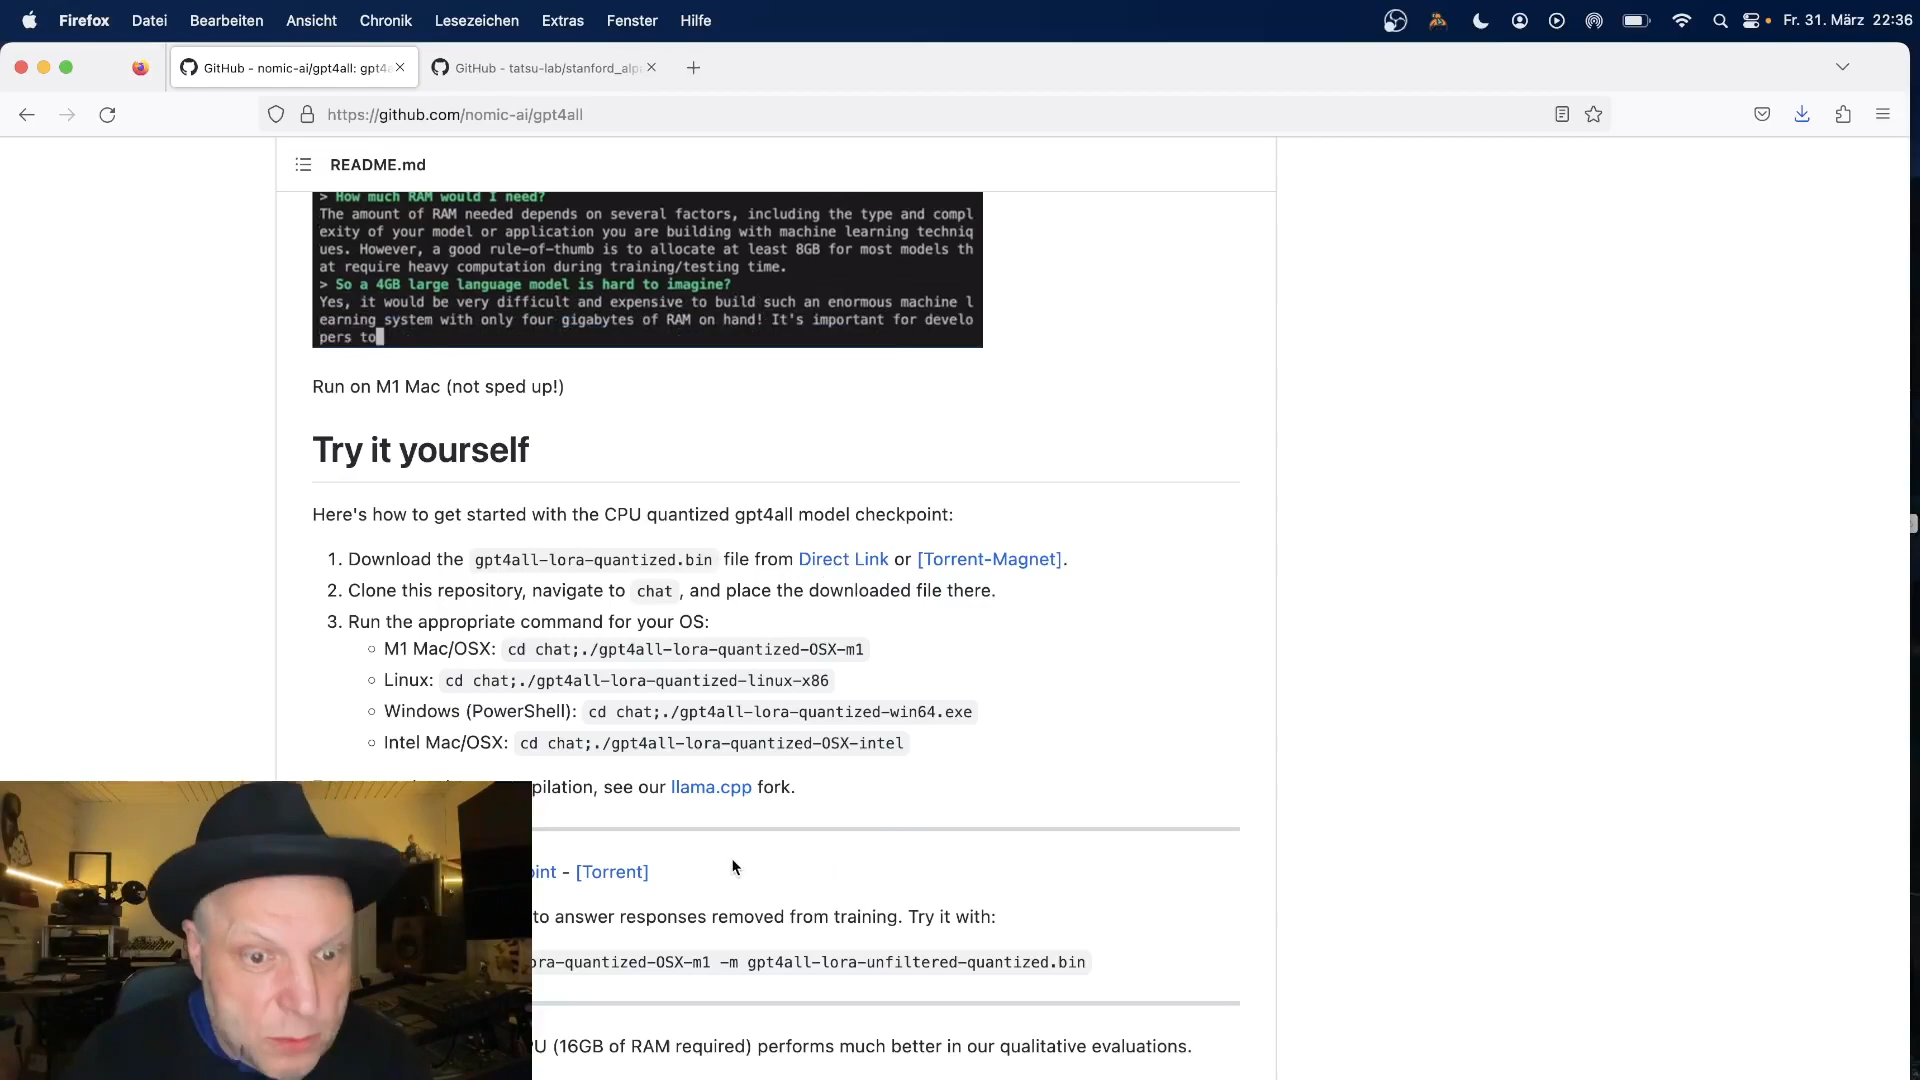 Firefox Datei Bearbeiten Ansicht Chronik Lesezeichen Extras Fenster Hilfe Fr. 31. März 22:36
GitHub - nomic-ai/gpt4all: gpt4a GitHub - tatsu-lab/stanford_alp
https://github.com/nomic-ai/gpt4all
README.md
> How much RAM would I need?
The amount of RAM needed depends on several factors, including the type and compl
exity of your model or application you are building with machine learning techniq
ues. However, a good rule-of-thumb is to allocate at least 8GB for most models th
at require heavy computation during training/testing time.
> So a 4GB large language model is hard to imagine?
Yes, it would be very difficult and expensive to build such an enormous machine l
earning system with only four gigabytes of RAM on hand! It's important for develo
pers to
Run on M1 Mac (not sped up!)
Try it yourself
Here's how to get started with the CPU quantized gpt4all model checkpoint:
1. Download the gpt4all-lora-quantized.bin file from Direct Link or [Torrent-Magnet].
2. Clone this repository, navigate to chat, and place the downloaded file there.
3. Run the appropriate command for your OS:
M1 Mac/OSX: cd chat;./gpt4all-lora-quantized-OSX-m1
Linux: cd chat;./gpt4all-lora-quantized-linux-x86
Windows (PowerShell): cd chat;./gpt4all-lora-quantized-win64.exe
Intel Mac/OSX: cd chat;./gpt4all-lora-quantized-OSX-intel
pilation, see our llama.cpp fork.
oint - [Torrent]
to answer responses removed from training. Try it with:
ora-quantized-OSX-m1 -m gpt4all-lora-unfiltered-quantized.bin
PU (16GB of RAM required) performs much better in our qualitative evaluations.